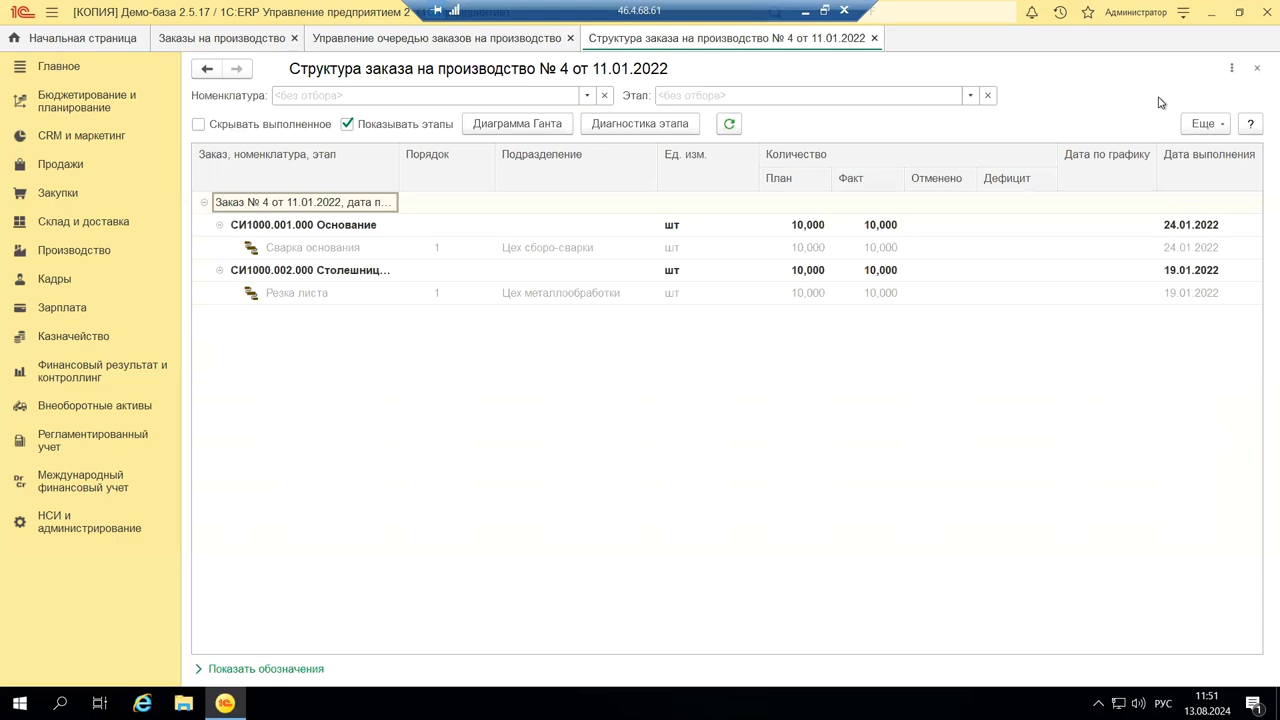 [КОПИЯ] Демо-база 2.5.17 / 1С:ERP Управление предприятием 2
46.4.68.61
Администратор
Начальная страница
Заказы на производство
Управление очередью заказов на производство
Структура заказа на производство № 4 от 11.01.2022
Главное
Бюджетирование и
планирование
CRM и маркетинг
Продажи
Закупки
Склад и доставка
Производство
Кадры
Зарплата
Казначейство
Финансовый результат и
контроллинг
Внеоборотные активы
Регламентированный
учет
Международный
финансовый учет
НСИ и
администрирование
Структура заказа на производство № 4 от 11.01.2022
Номенклатура: <без отбора>
Этап: <без отбора>
Скрывать выполненное
Показывать этапы
Диаграмма Ганта
Диагностика этапа
Еще
?
Заказ, номенклатура, этап Порядок Подразделение Ед. изм. Количество Дата по графику Дата выполнения
План Факт Отменено Дефицит
Заказ № 4 от 11.01.2022, дата п...
СИ1000.001.000 Основание шт 10,000 10,000 24.01.2022
Сварка основания 1 Цех сборо-сварки шт 10,000 10,000 24.01.2022
СИ1000.002.000 Столешниц... шт 10,000 10,000 19.01.2022
Резка листа 1 Цех металлообработки шт 10,000 10,000 19.01.2022
Показать обозначения
РУС
11:51
13.08.2024
1